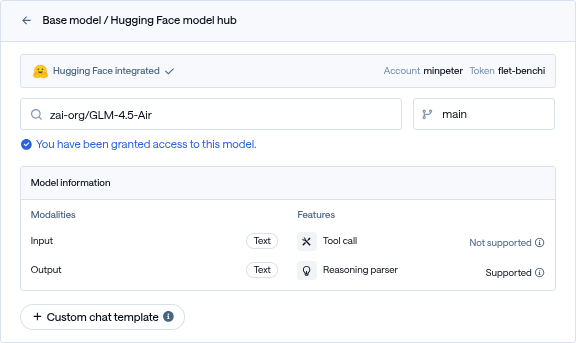 Base model / Hugging Face model hub
Hugging Face integrated
Account minpeter Token flet-benchi
zai-org/GLM-4.5-Air
main
You have been granted access to this model.
Model information
Modalities
Features
Input Text
Tool call Not supported
Output Text
Reasoning parser Supported
+ Custom chat template